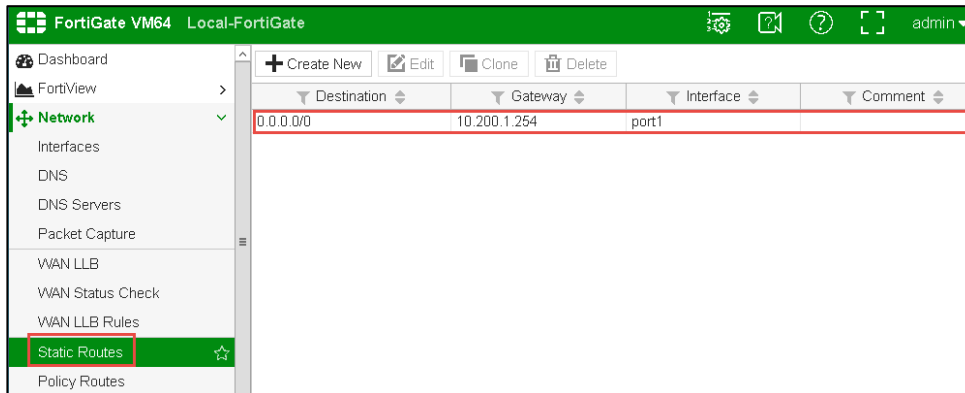 FortiGate VM64 Local-FortiGate admin
Dashboard
FortiView
Network
Interfaces
DNS
DNS Servers
Packet Capture
WAN LLB
WAN Status Check
WAN LLB Rules
Static Routes
Policy Routes
Create New Edit Clone Delete
Destination Gateway Interface Comment
0.0.0.0/0 10.200.1.254 port1